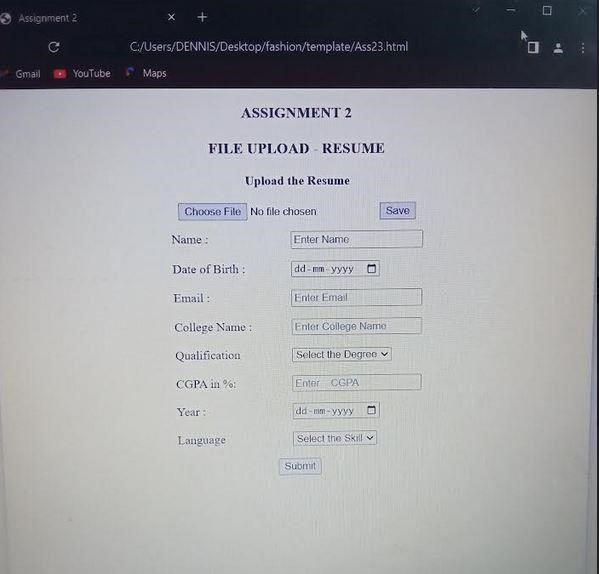 Assignment 2
C:/Users/DENNIS/Desktop/fashion/template/Ass23.html
Gmail YouTube Maps
ASSIGNMENT 2
FILE UPLOAD - RESUME
Upload the Resume
Choose File No file chosen Save
Name : Enter Name
Date of Birth : dd-mm-yyyy
Email : Enter Email
College Name : Enter College Name
Qualification Select the Degree
CGPA in %: Enter CGPA
Year : dd-mm-yyyy
Language Select the Skill
Submit